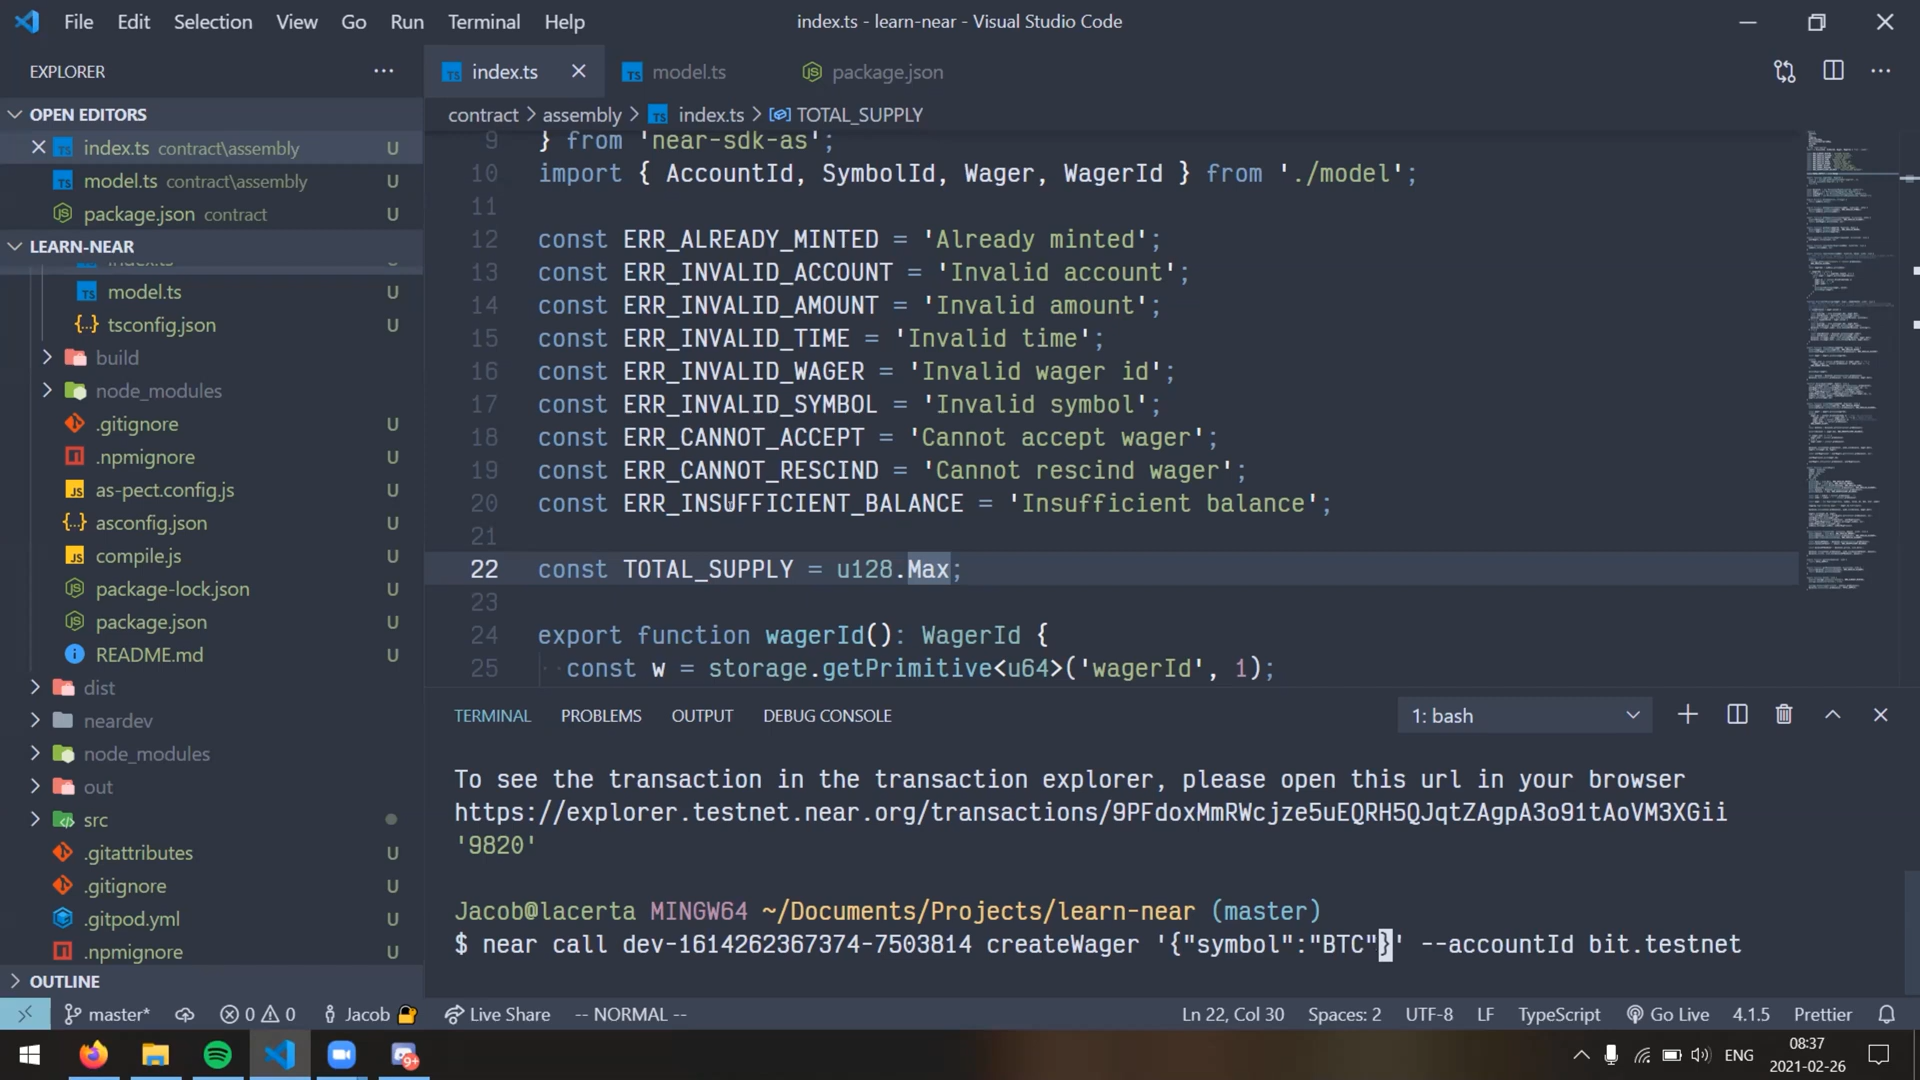 File Edit Selection View Go Run Terminal Help
index.ts - learn-near - Visual Studio Code
EXPLORER
index.ts
model.ts
package.json
OPEN EDITORS
index.ts contract\assembly U
model.ts contract\assembly U
package.json contract U
LEARN-NEAR
index.ts U
model.ts U
tsconfig.json U
build
node_modules
.gitignore U
.npmignore U
as-pect.config.js U
asconfig.json U
compile.js U
package-lock.json U
package.json U
README.md U
dist
neardev
node_modules
out
src
.gitattributes U
.gitignore U
.gitpod.yml U
.npmignore U
OUTLINE
contract > assembly > index.ts > TOTAL_SUPPLY
9 } from 'near-sdk-as';
10 import { AccountId, SymbolId, Wager, WagerId } from './model';
11
12 const ERR_ALREADY_MINTED = 'Already minted';
13 const ERR_INVALID_ACCOUNT = 'Invalid account';
14 const ERR_INVALID_AMOUNT = 'Invalid amount';
15 const ERR_INVALID_TIME = 'Invalid time';
16 const ERR_INVALID_WAGER = 'Invalid wager id';
17 const ERR_INVALID_SYMBOL = 'Invalid symbol';
18 const ERR_CANNOT_ACCEPT = 'Cannot accept wager';
19 const ERR_CANNOT_RESCIND = 'Cannot rescind wager';
20 const ERR_INSUFFICIENT_BALANCE = 'Insufficient balance';
21
22 const TOTAL_SUPPLY = u128.Max;
23
24 export function wagerId(): WagerId {
25 const w = storage.getPrimitive<u64>('wagerId', 1);
TERMINAL PROBLEMS OUTPUT DEBUG CONSOLE
1: bash
To see the transaction in the transaction explorer, please open this url in your browser
https://explorer.testnet.near.org/transactions/9PFdoxMmRWcjze5uEQRH5QJqtZAgpA3o91tAoVM3XGii
'9820'
Jacob@lacerta MINGW64 ~/Documents/Projects/learn-near (master)
$ near call dev-1614262367374-7503814 createWager '{"symbol":"BTC"}' --accountId bit.testnet
master* 0 0 Jacob Live Share -- NORMAL -- Ln 22, Col 30 Spaces: 2 UTF-8 LF TypeScript Go Live 4.1.5 Prettier
9+
ENG
08:37
2021-02-26